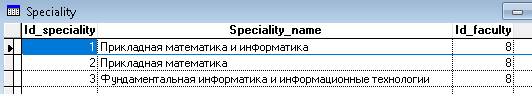 Speciality
Id_speciality Speciality_name Id_faculty
1 Прикладная математика и информатика 8
2 Прикладная математика 8
3 Фундаментальная информатика и информационные технологии 8